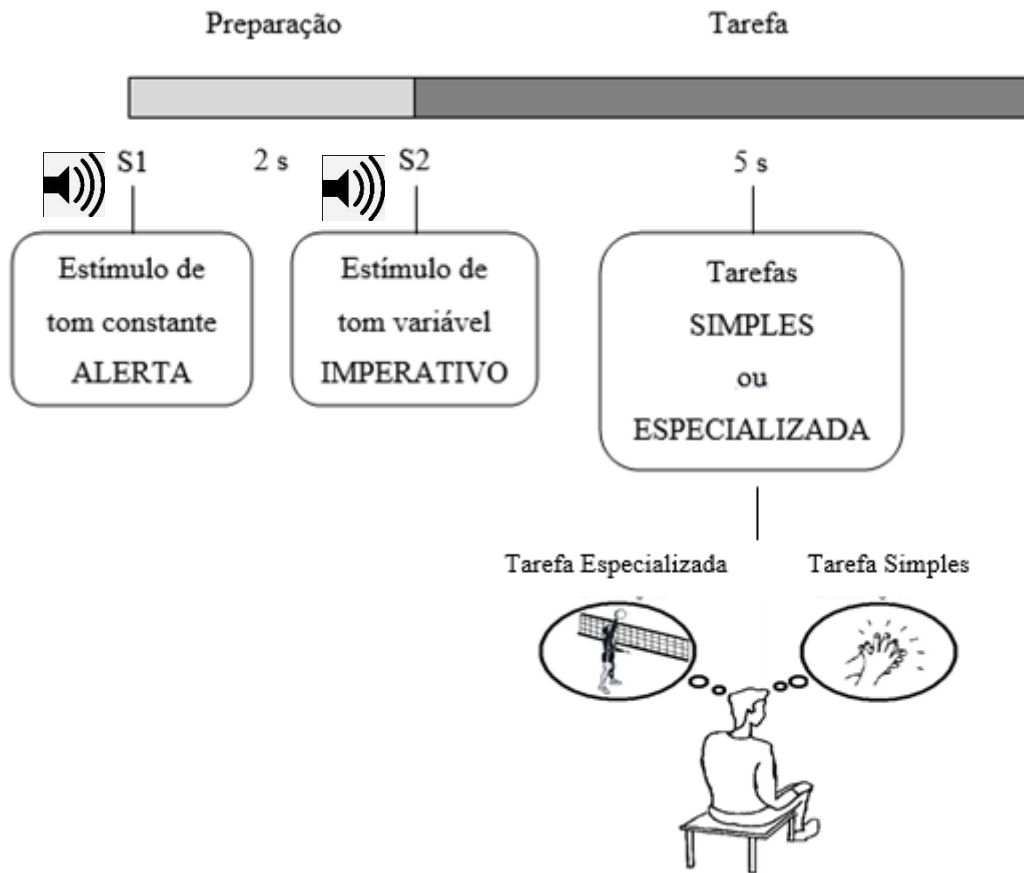 Preparação
Tarefa
S1
2 s
S2
5 s
Estímulo de
tom constante
ALERTA
Estímulo de
tom variável
IMPERATIVO
Tarefas
SIMPLES
ou
ESPECIALIZADA
Tarefa Especializada
Tarefa Simples